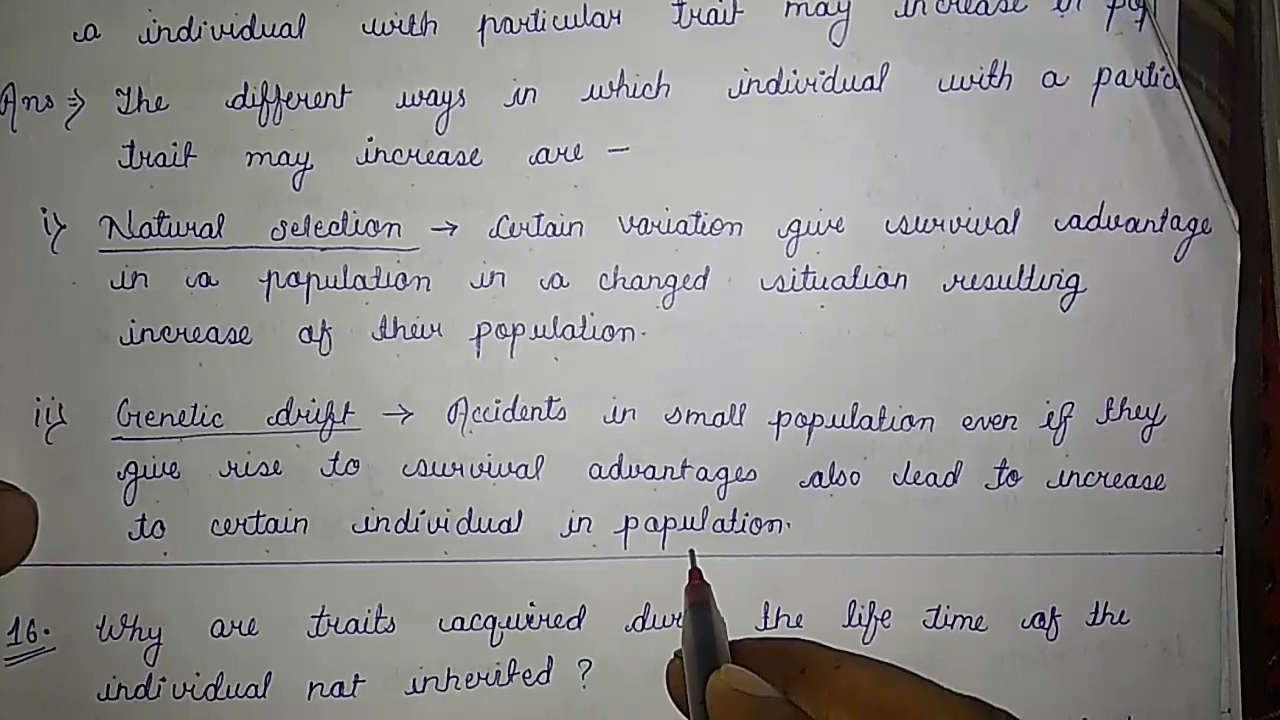 a individual with particular trait may increase in
Ans ⇒ The different ways in which individual with a
trait may increase are –
i) Natural selection → Certain variation give survival advantage
in a population in a changed situation resulting
increase of their population.
ii) Genetic drift → Accidents in small population even if they
give rise to survival advantages also lead to increase
to certain individual in population.
16. Why are traits acquired the life time of the
individual not inherited ?